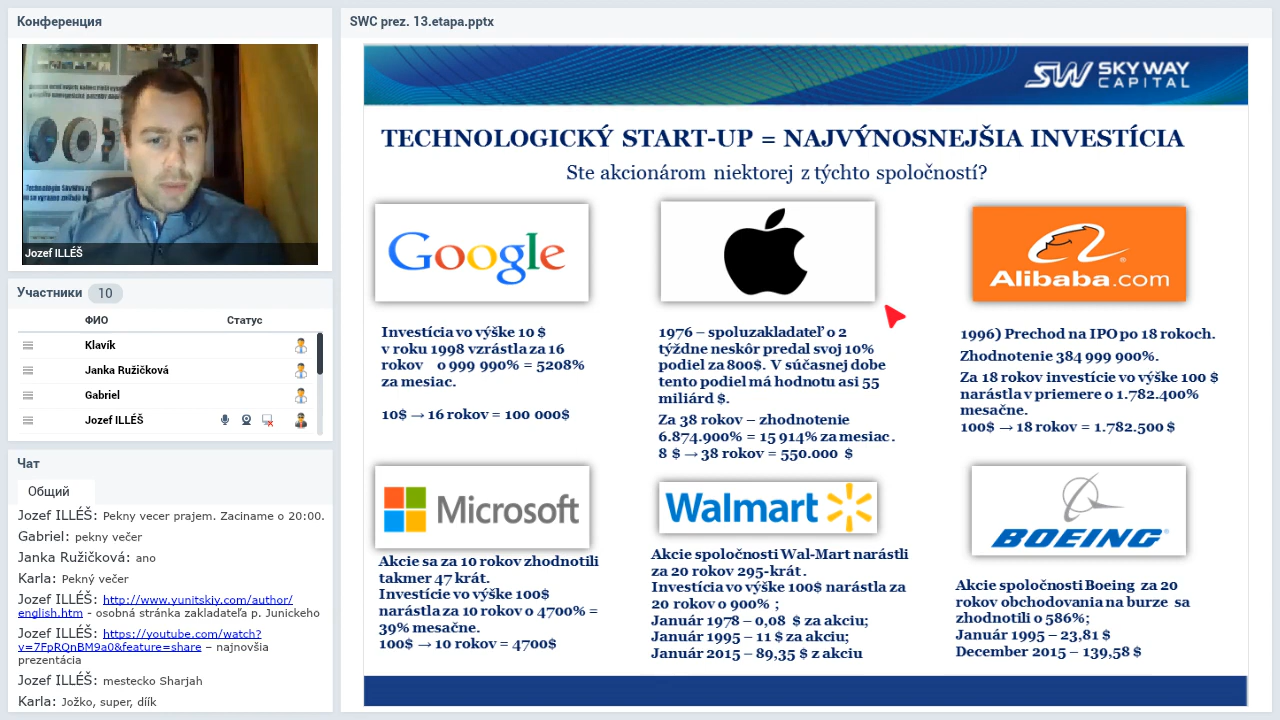 Конференция
Jozef ILLÉŠ
Участники 10
ФИО Статус
Klavík
Janka Ružičková
Gabriel
Jozef ILLÉŠ
Чат
Общий
Jozef ILLÉŠ: Pekny vecer prajem. Zaciname o 20:00.
Gabriel: pekny večer
Janka Ružičková: ano
Karla: Pekný večer
Jozef ILLÉŠ: http://www.yunitskiy.com/author/
english.htm - osobná stránka zakladateľa p. Junickeho
Jozef ILLÉŠ: https://youtube.com/watch?
v=7FpRQnBM9a0&feature=share – najnovšia
prezentácia
Jozef ILLÉŠ: mestecko Sharjah
Karla: Jožko, super, díík
SWC prez. 13.etapa.pptx
SW SKY WAY
CAPITAL
TECHNOLOGICKÝ START-UP = NAJVÝNOSNEJŠIA INVESTÍCIA
Ste akcionárom niektorej z týchto spoločností?
Google
Investícia vo výške 10 $
v roku 1998 vzrástla za 16
rokov o 999 990% = 5208%
za mesiac.
10$ → 16 rokov = 100 000$
1976 – spoluzakladateľ o 2
týždne neskôr predal svoj 10%
podiel za 800$. V súčasnej dobe
tento podiel má hodnotu asi 55
miliárd $.
Za 38 rokov – zhodnotenie
6.874.900% = 15 914% za mesiac.
8 $ → 38 rokov = 550.000 $
Alibaba.com
1996) Prechod na IPO po 18 rokoch.
Zhodnotenie 384 999 900%.
Za 18 rokov investície vo výške 100 $
narástla v priemere o 1.782.400%
mesačne.
100$ → 18 rokov = 1.782.500 $
Microsoft
Akcie sa za 10 rokov zhodnotili
takmer 47 krát.
Investície vo výške 100$
narástla za 10 rokov o 4700% =
39% mesačne.
100$ → 10 rokov = 4700$
Walmart
Akcie spoločnosti Wal-Mart narástli
za 20 rokov 295-krát.
Investícia vo výške 100$ narástla za
20 rokov o 900% ;
Január 1978 – 0,08 $ za akciu;
Január 1995 – 11 $ za akciu;
Január 2015 – 89,35 $ z akciu
BOEING
Akcie spoločnosti Boeing za 20
rokov obchodovania na burze sa
zhodnotili o 586%;
Január 1995 – 23,81 $
December 2015 – 139,58 $